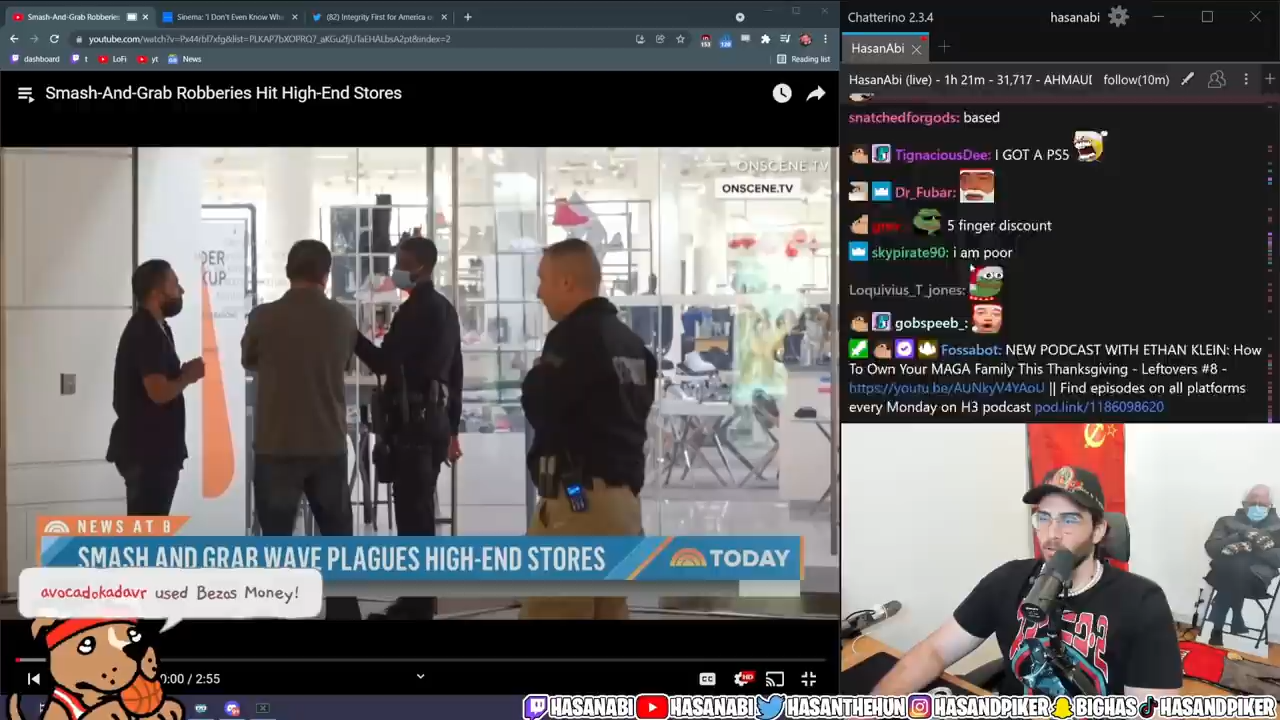 Smash-And-Grab Robberies
Sinema: 'I Don't Even Know Wh
(82) Integrity First for America o
youtube.com/watch?v=Px44rbI7xfg&list=PLKAP7bXOPRQ7_aKGu2fjUTaEHALbsA2pt&index=2
dashboard
t
LoFi
yt
News
Reading list
Smash-And-Grab Robberies Hit High-End Stores
ONSCENE.TV
ONSCENE.TV
NEWS AT 8
SMASH AND GRAB WAVE PLAGUES HIGH-END STORES
TODAY
avocadokadavr used Bezos Money!
0:00 / 2:55
CC
HD
Chatterino 2.3.4
hasanabi
HasanAbi
HasanAbi (live) - 1h 21m - 31,717 - AHMAUD
follow(10m)
snatchedforgods: based
TignaciousDee: I GOT A PS5
Dr_Fubar:
5 finger discount
skypirate90: i am poor
Loquivius_T_jones:
gobspeeb_:
Fossabot: NEW PODCAST WITH ETHAN KLEIN: How
To Own Your MAGA Family This Thanksgiving - Leftovers #8 -
https://youtu.be/AUNkyV4YAoU || Find episodes on all platforms
every Monday on H3 podcast pod.link/1186098620
HASANABI
HASANABI
HASANTHEHUN
HASANDPIKER
BIGHAS
HASANDPIKER